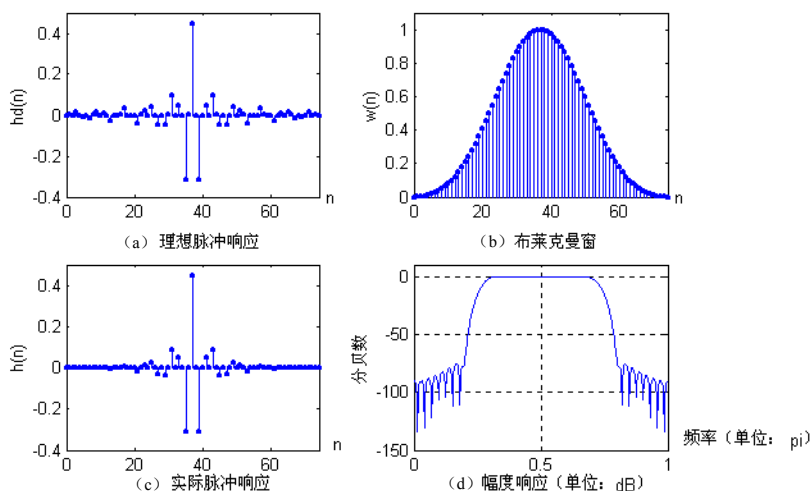 0.4
0.2
0
-0.2
-0.4
hd(n)
0
20
40
60
n
（a）理想脉冲响应
1
0.8
0.6
0.4
0.2
0
w(n)
0
20
40
60
n
（b）布莱克曼窗
0.4
0.2
0
-0.2
-0.4
h(n)
0
20
40
60
n
（c）实际脉冲响应
0
-50
-100
-150
分贝数
0
0.5
1
频率（单位：pi）
（d）幅度响应（单位：dB）